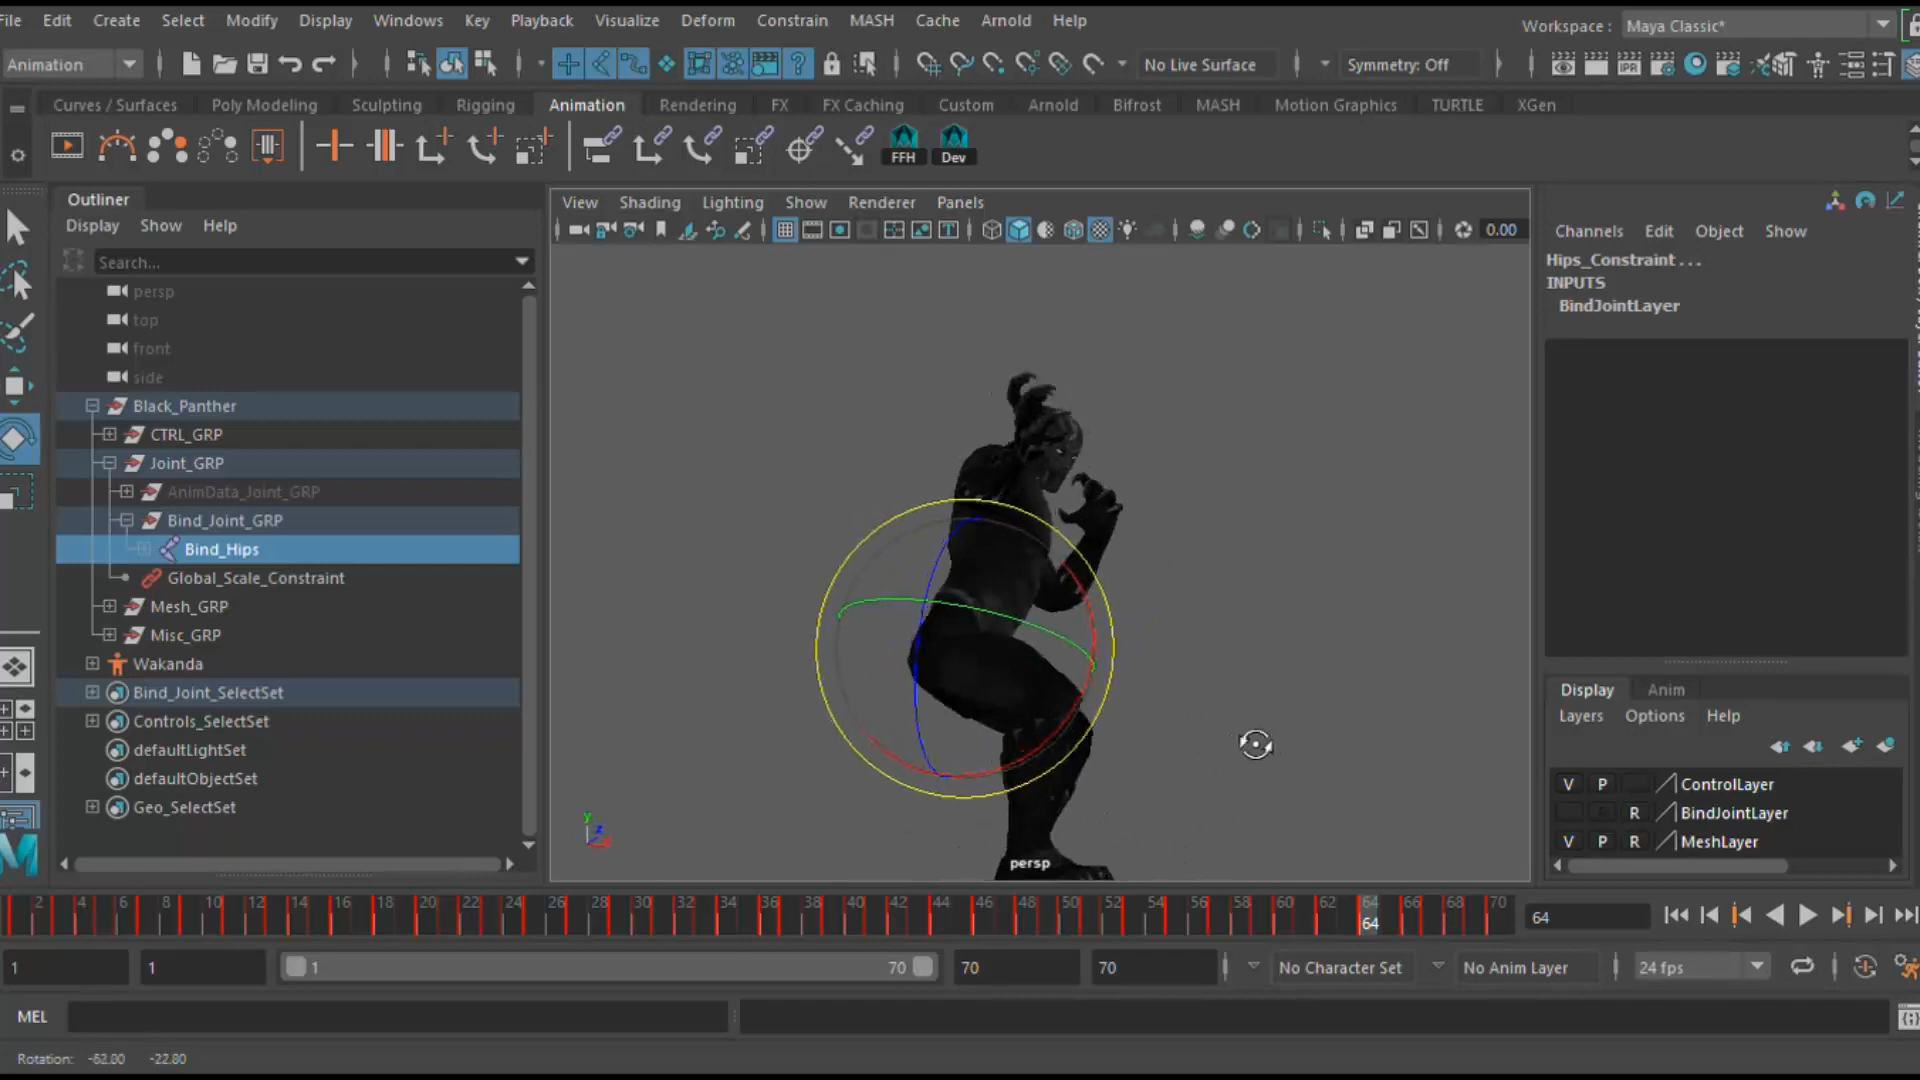 File Edit Create Select Modify Display Windows Key Playback Visualize Deform Constrain MASH Cache Arnold Help
Workspace : Maya Classic*
Animation No Live Surface Symmetry: Off
IPR
Curves / Surfaces Poly Modeling Sculpting Rigging Animation Rendering FX FX Caching Custom Arnold Bifrost MASH Motion Graphics TURTLE XGen
FFH Dev
Outliner
Display Show Help
Search...
persp
top
front
side
Black_Panther
CTRL_GRP
Joint_GRP
AnimData_Joint_GRP
Bind_Joint_GRP
Bind_Hips
Global_Scale_Constraint
Mesh_GRP
Misc_GRP
Wakanda
Bind_Joint_SelectSet
Controls_SelectSet
defaultLightSet
defaultObjectSet
Geo_SelectSet
View Shading Lighting Show Renderer Panels
0.00
y
z
persp
Channels Edit Object Show
Hips_Constraint . . .
INPUTS
BindJointLayer
Display Anim
Layers Options Help
V P ControlLayer
R BindJointLayer
V P R MeshLayer
2 4 6 8 10 12 14 16 18 20 22 24 26 28 30 32 34 36 38 40 42 44 46 48 50 52 54 56 58 60 62 64 66 68 70
64
64
1 1 1 70 70 70 No Character Set No Anim Layer 24 fps
MEL
Rotation: -62.00 -22.80